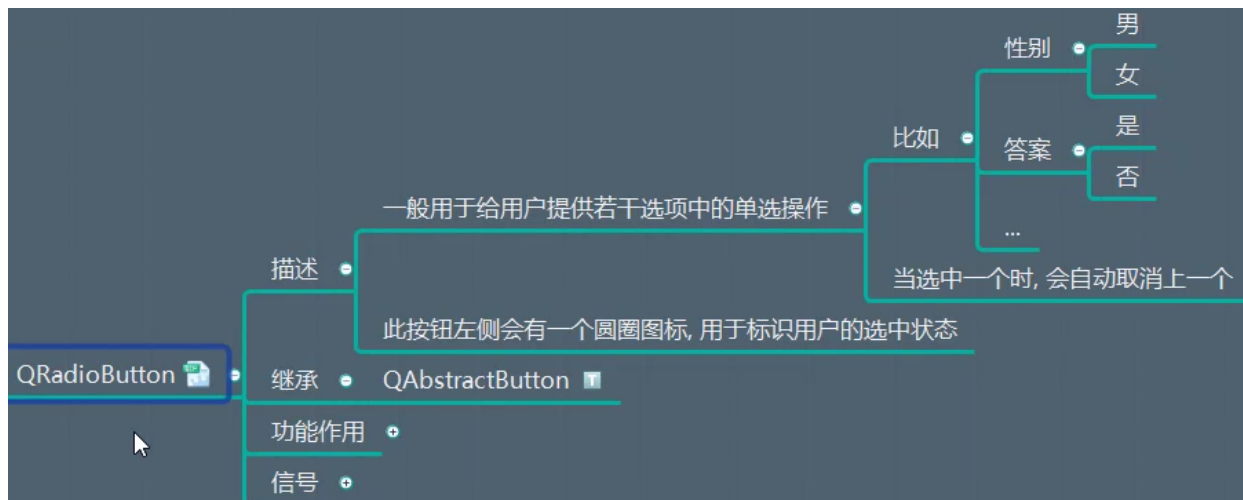 男
性别
女
是
比如
答案
否
一般用于给用户提供若干选项中的单选操作
...
描述
当选中一个时, 会自动取消上一个
此按钮左侧会有一个圆圈图标, 用于标识用户的选中状态
QRadioButton
继承
QAbstractButton
功能作用
信号